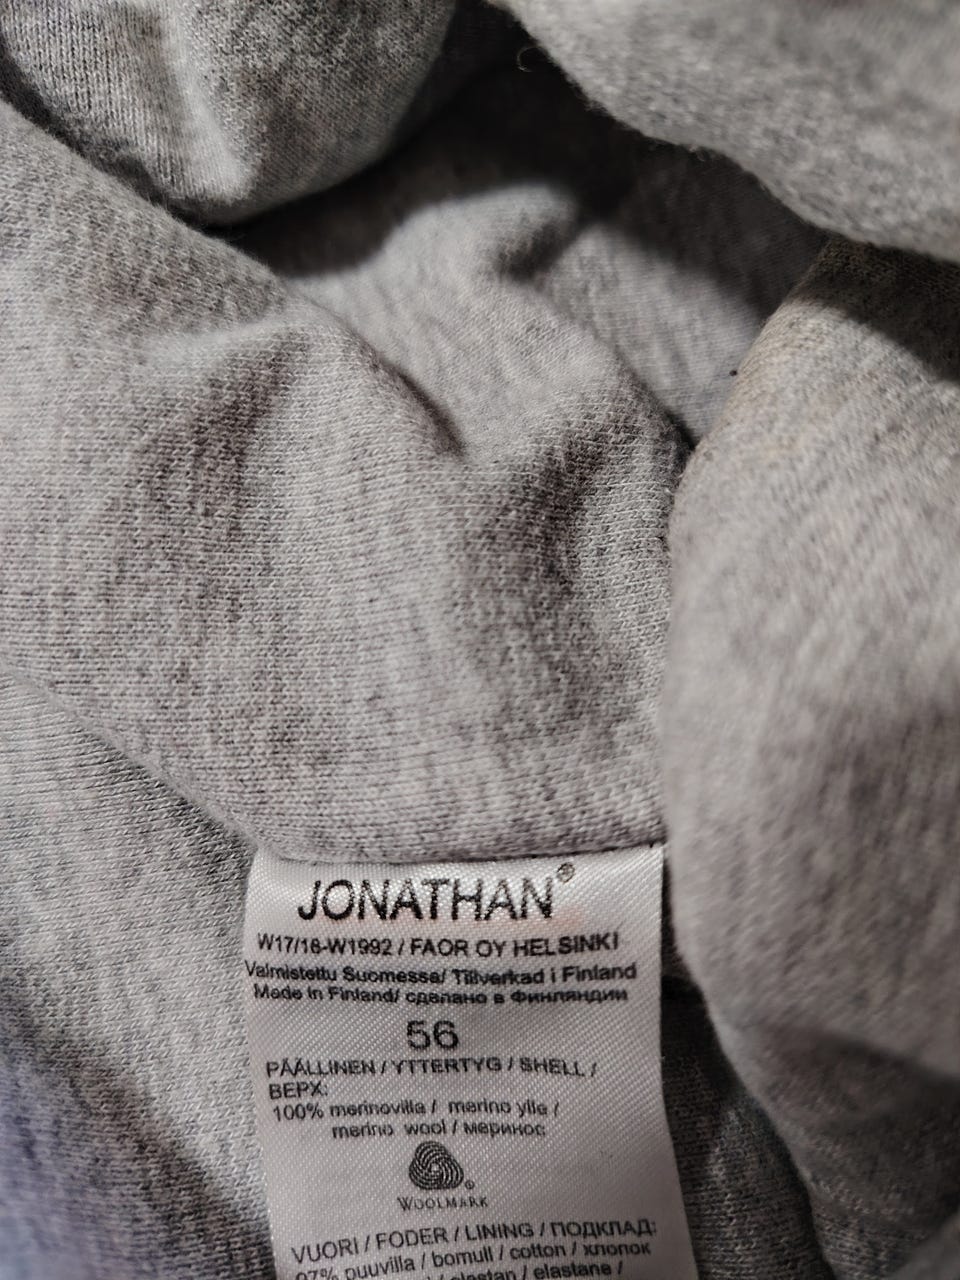 JONATHAN®
W17/18-W1992 / FAOR OY HELSINKI
Valmistettu Suomessa/ Tillverkad i Finland
Made in Finland/ сделано в Финляндии
56
PÄÄLLINEN / YTTERTYG / SHELL /
ВЕРХ:
100% merinovilla / merino ylle /
merino wool / меринос
WOOLMARK
VUORI / FODER / LINING / ПОДКЛАД:
97% puuvilla / bomull / cotton / хлопок
elastan / elastane /